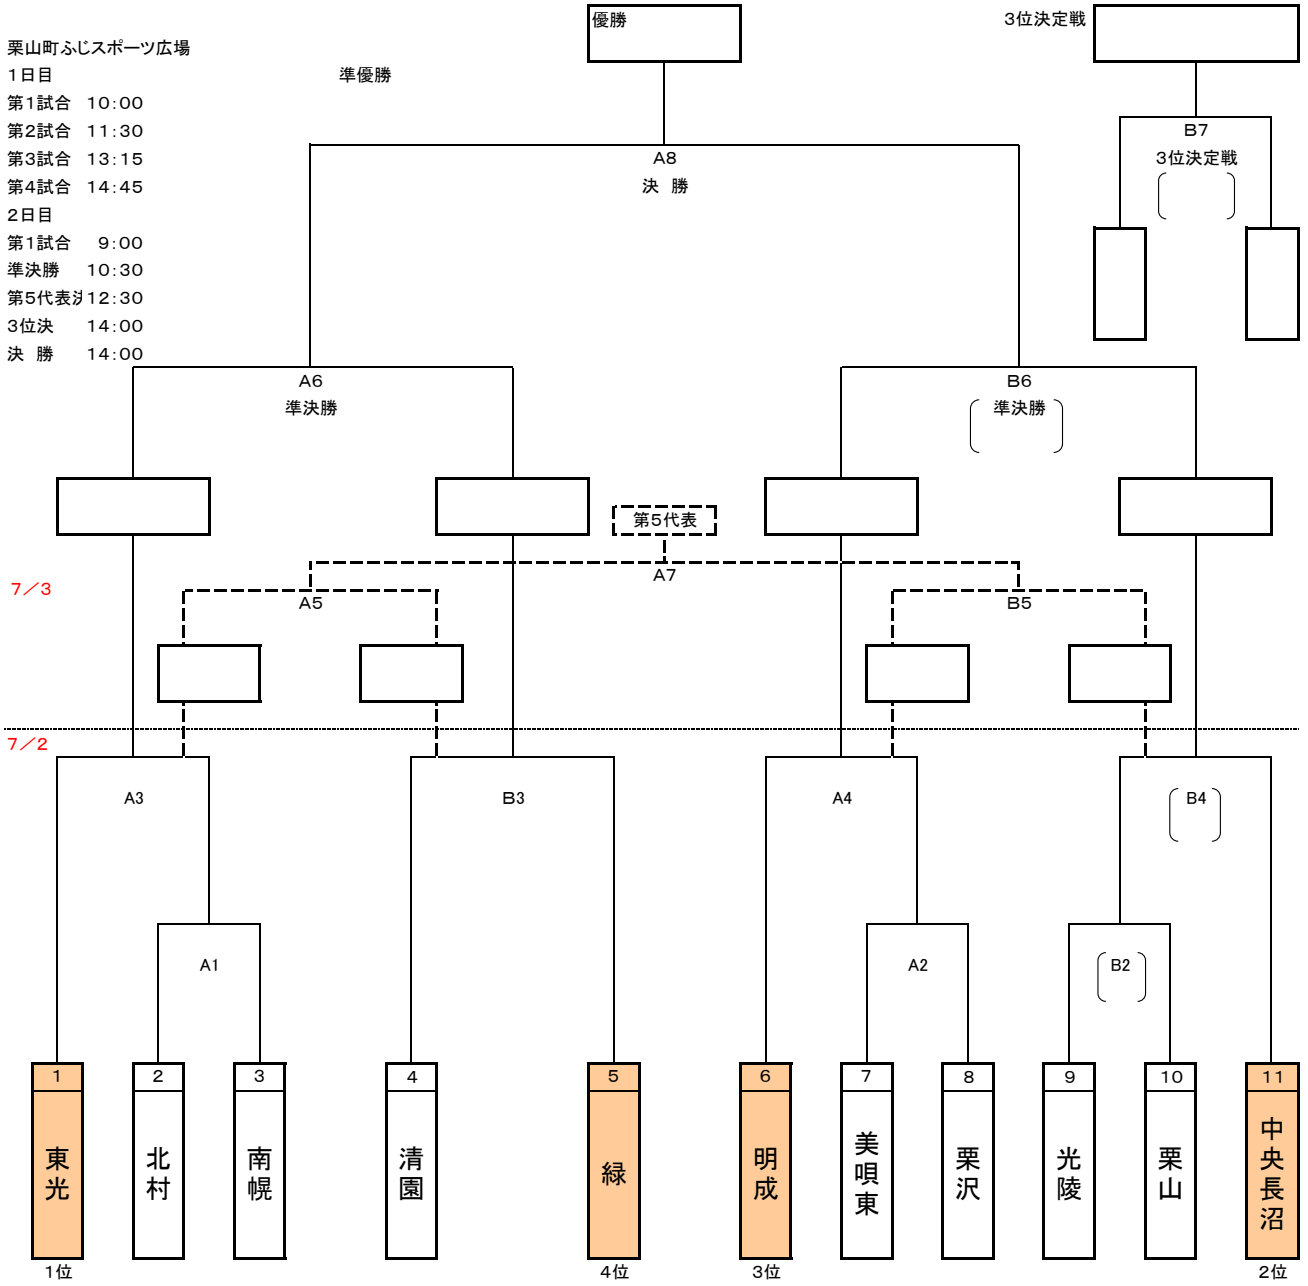 優勝
3位決定戦
栗山町ふじスポーツ広場
1日目
準優勝
第1試合 10:00
第2試合 11:30
第3試合 13:15
第4試合 14:45
2日目
第1試合 9:00
準決勝 10:30
第5代表決 12:30
3位決 14:00
決 勝 14:00
B7
3位決定戦
A8
決 勝
A6
準決勝
B6
準決勝
第5代表
A7
7/3
A5
B5
7/2
A3
B3
A4
B4
A1
A2
B2
1
2
3
4
5
6
7
8
9
10
11
東光
北村
南幌
清園
緑
明成
美唄東
栗沢
光陵
栗山
中央長沼
1位
4位
3位
2位